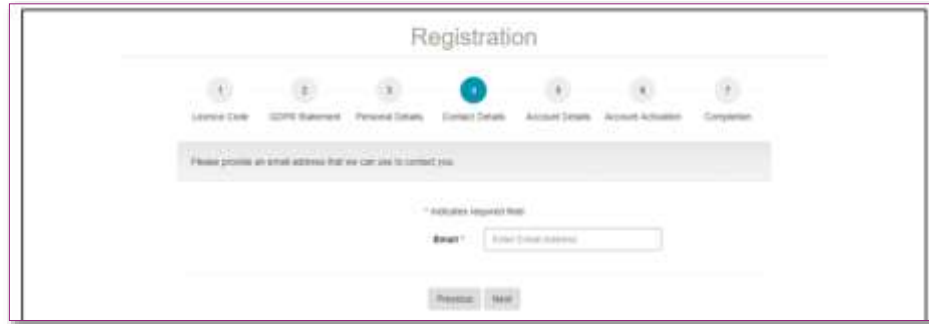 Registration
1 2 3 4 5 6 7
Licence Code GDPR Statement Personal Details Contact Details Account Details Account Activation Completion
Please provide an email address that we can use to contact you.
* indicates required field
Email *
Enter Email Address
Previous Next